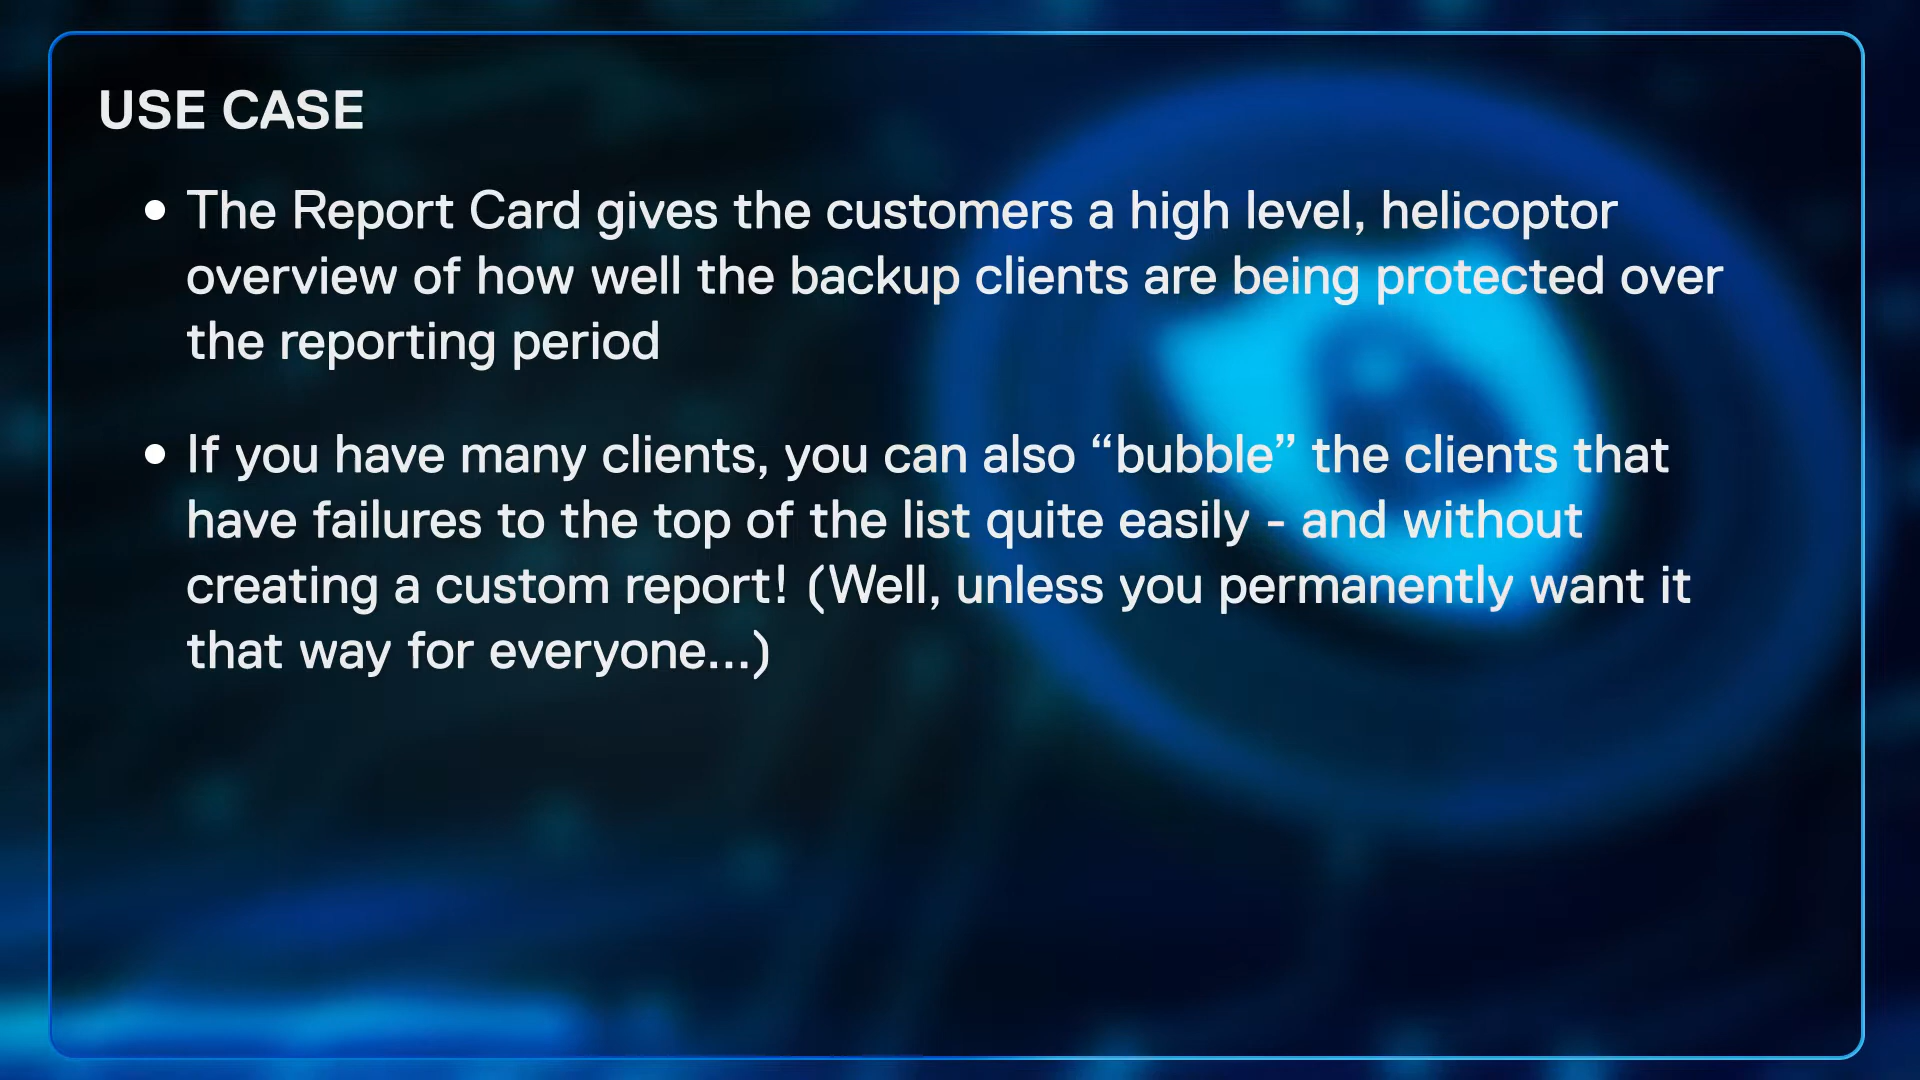 USE CASE
• The Report Card gives the customers a high level, helicoptor
overview of how well the backup clients are being protected over
the reporting period
• If you have many clients, you can also “bubble” the clients that
have failures to the top of the list quite easily - and without
creating a custom report! (Well, unless you permanently want it
that way for everyone...)